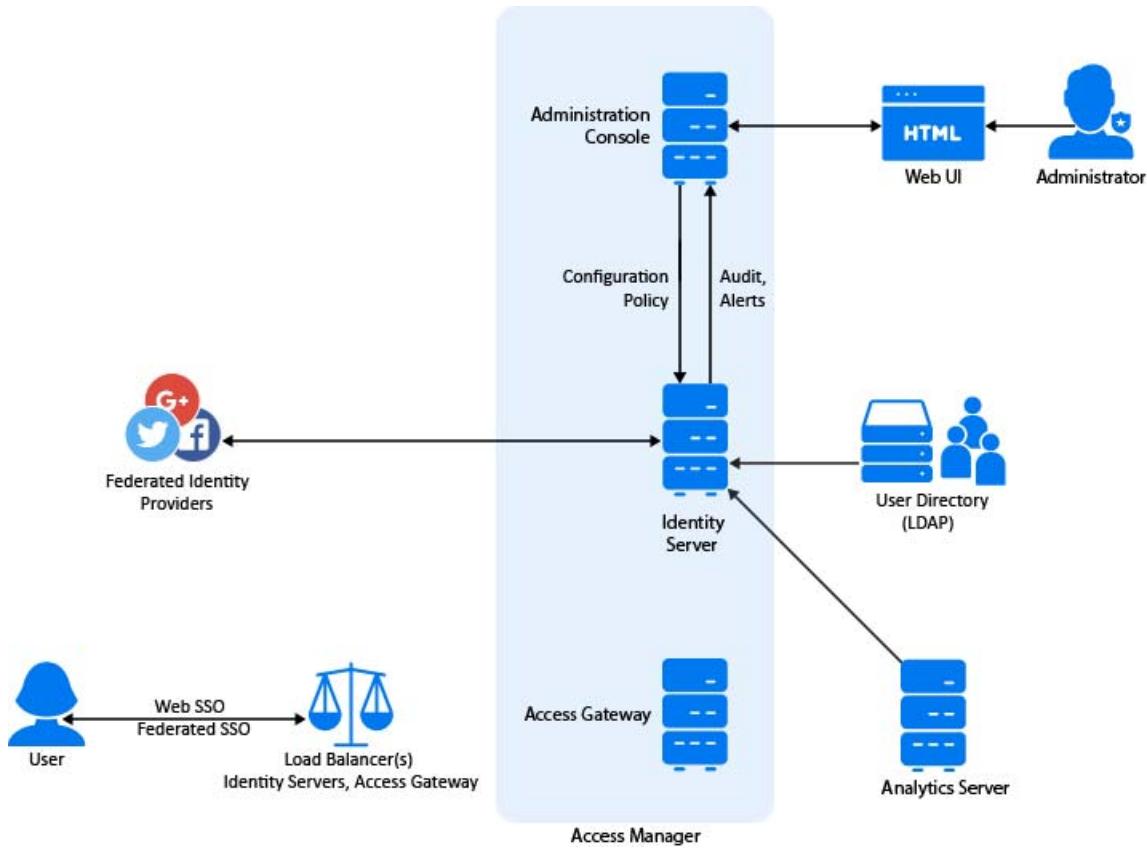 Administration
Console
HTML
Web UI
Administrator
Configuration
Policy
Audit,
Alerts
G+
f
Federated Identity
Providers
User Directory
(LDAP)
Identity
Server
Web SSO
Federated SSO
User
Load Balancer(s)
Identity Servers, Access Gateway
Access Gateway
Analytics Server
Access Manager